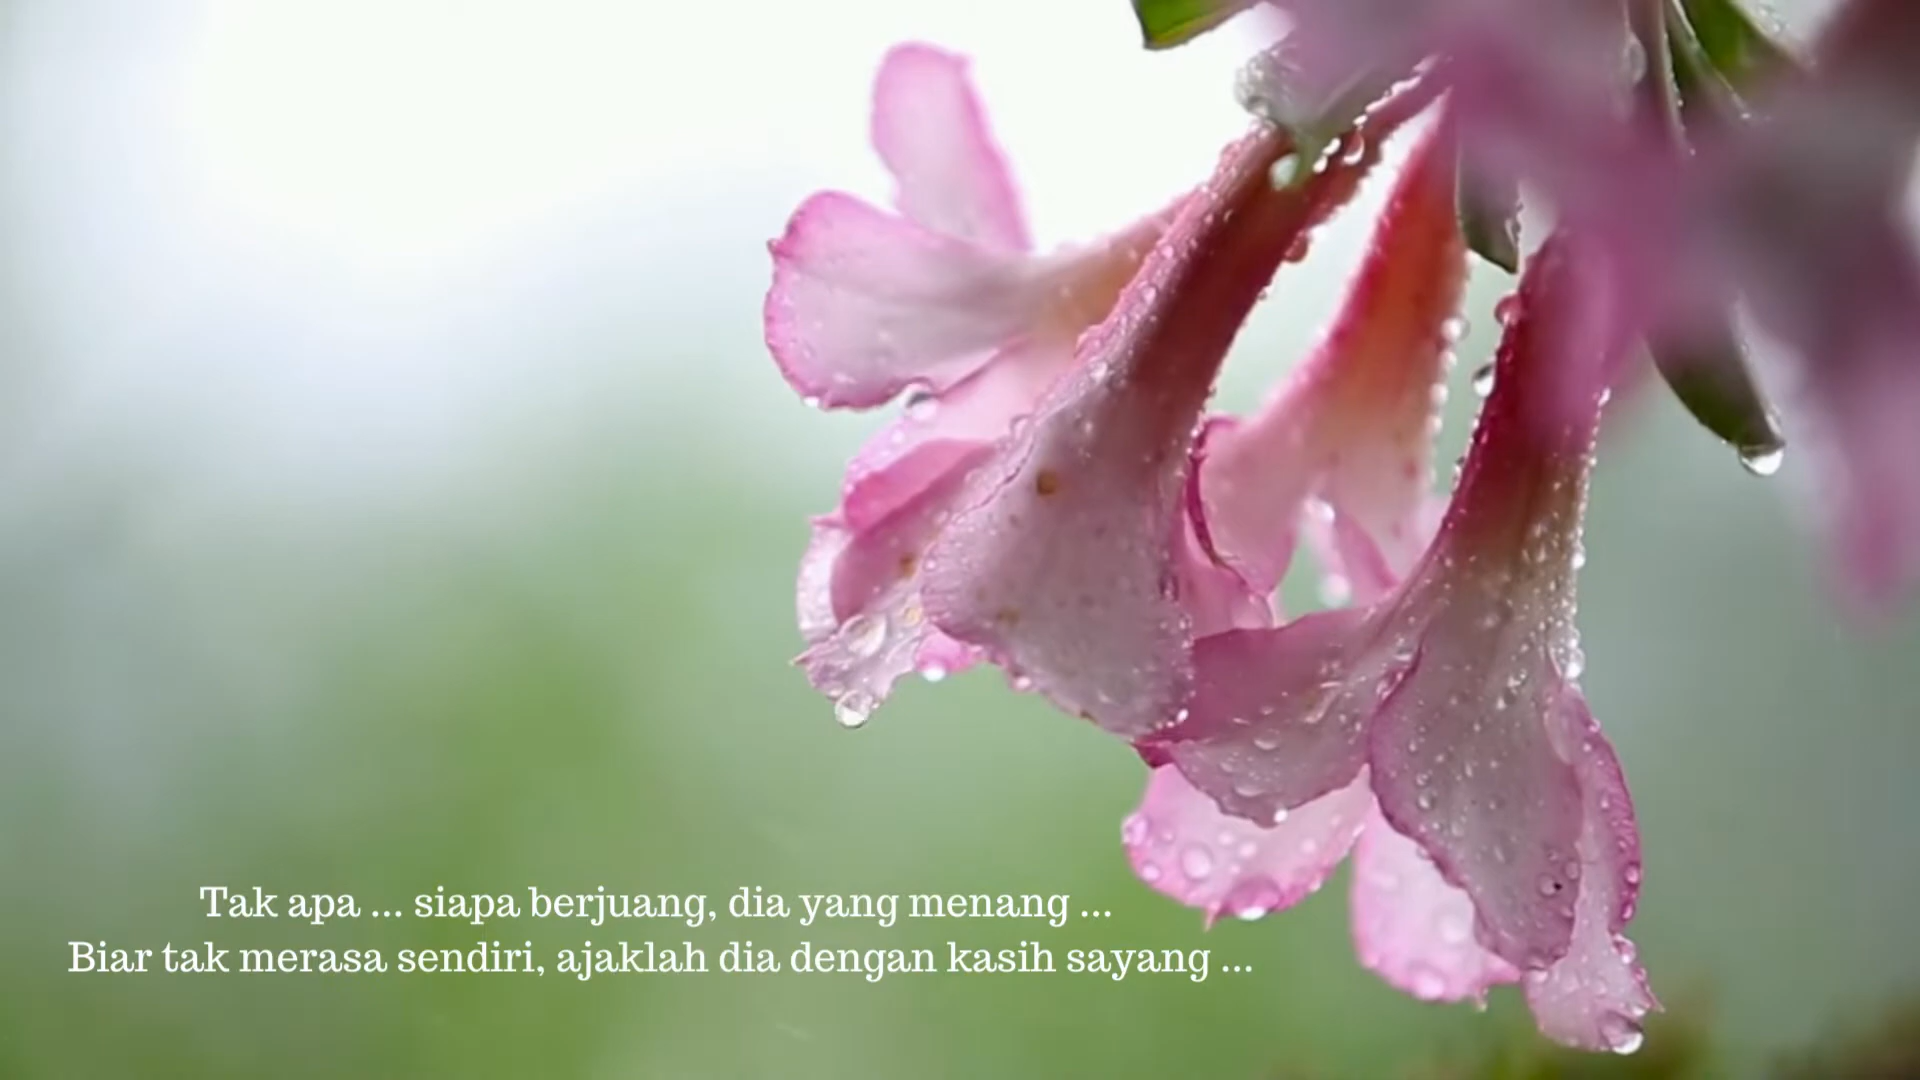 Tak apa ... siapa berjuang, dia yang menang ...
Biar tak merasa sendiri, ajaklah dia dengan kasih sayang ...